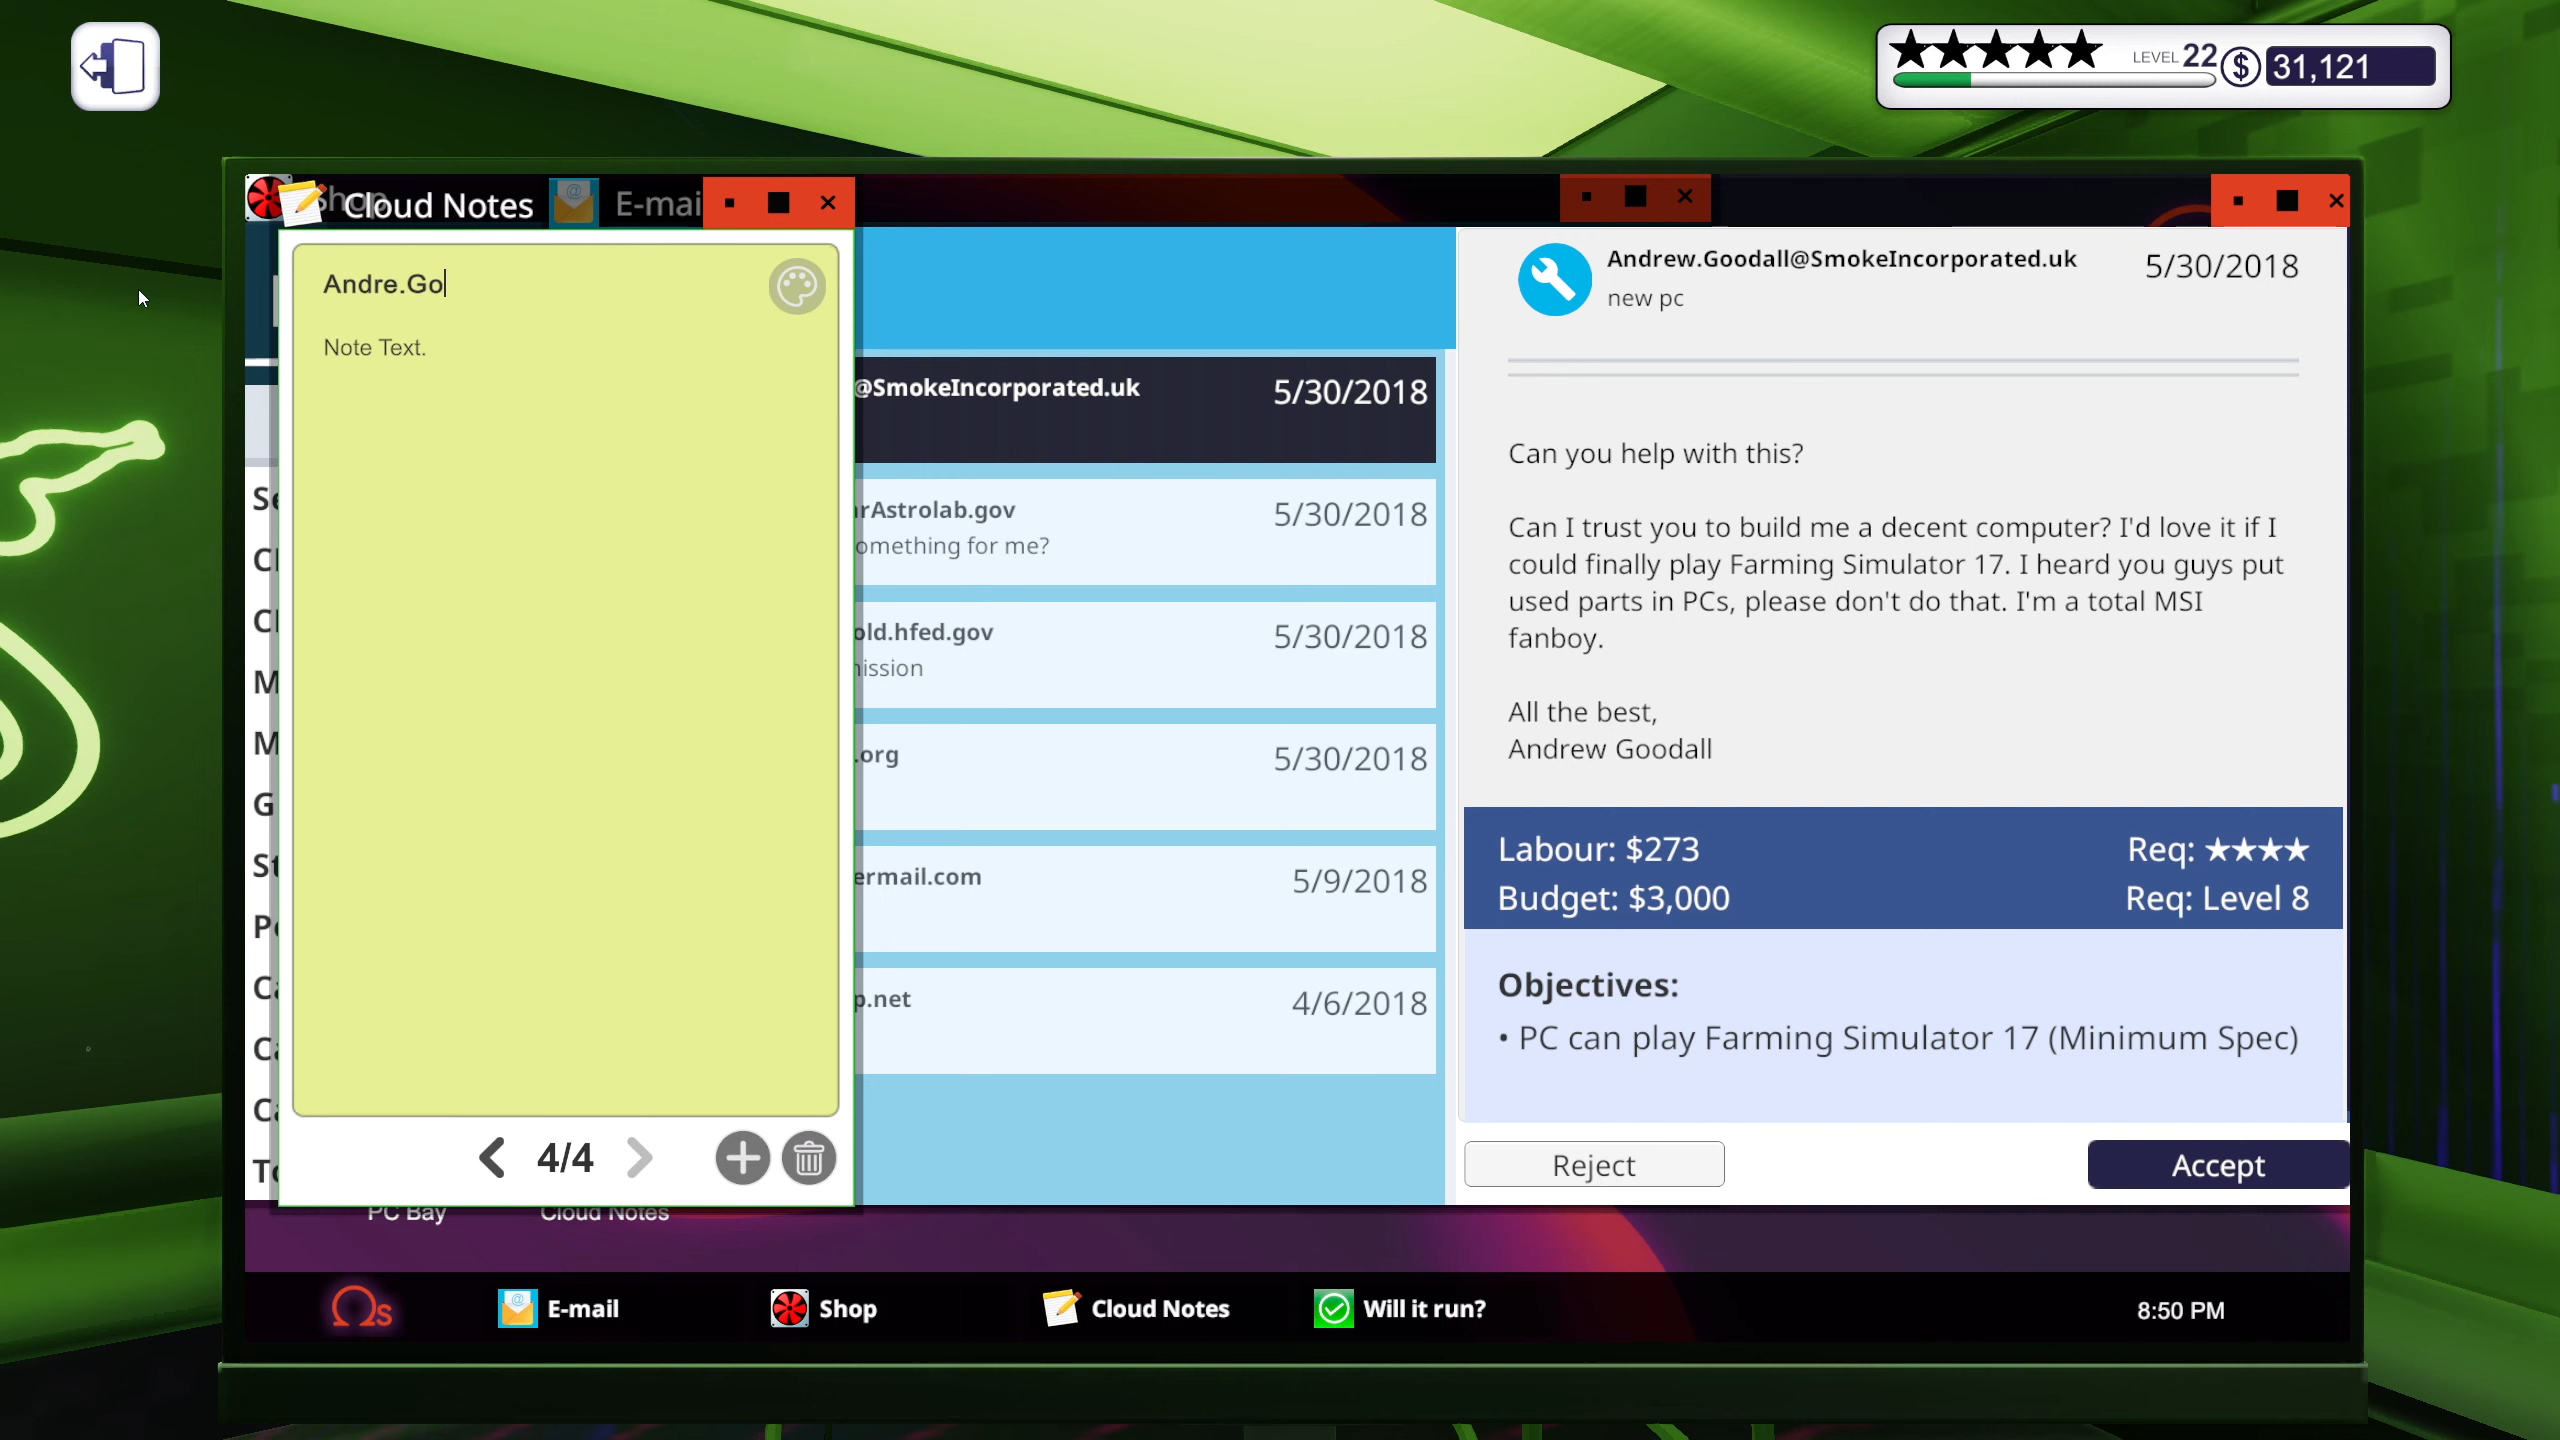 LEVEL 22
$ 31,121
Shop
Cloud Notes
E-mai
Andre.Go
Note Text.
4/4
@SmokeIncorporated.uk
5/30/2018
rAstrolab.gov
5/30/2018
omething for me?
old.hfed.gov
5/30/2018
ission
.org
5/30/2018
ermail.com
5/9/2018
p.net
4/6/2018
Andrew.Goodall@SmokeIncorporated.uk
5/30/2018
new pc
Can you help with this?
Can I trust you to build me a decent computer? I'd love it if I
could finally play Farming Simulator 17. I heard you guys put
used parts in PCs, please don't do that. I'm a total MSI
fanboy.
All the best,
Andrew Goodall
Labour: $273
Req: ★★★★
Budget: $3,000
Req: Level 8
Objectives:
• PC can play Farming Simulator 17 (Minimum Spec)
Reject
Accept
PC Bay
Cloud Notes
E-mail
Shop
Cloud Notes
Will it run?
8:50 PM